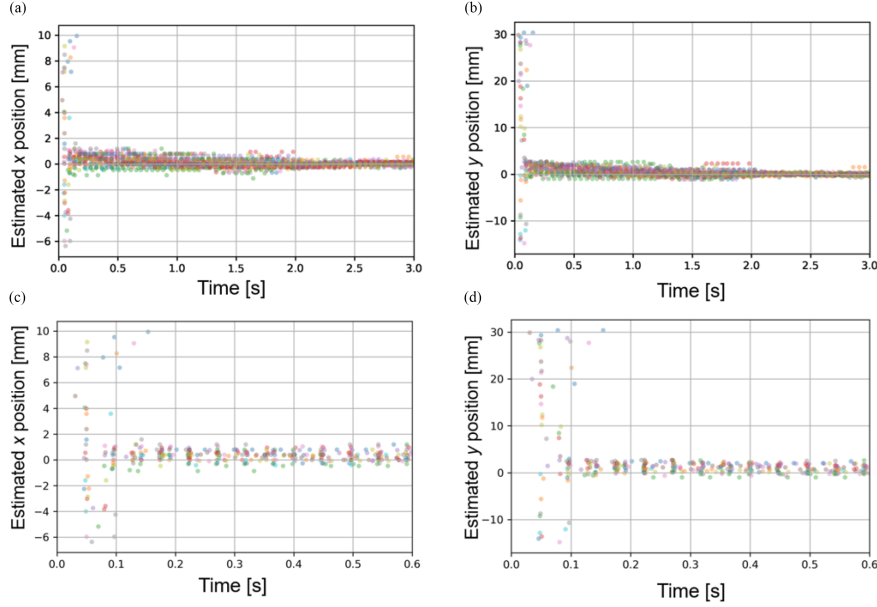 (a)
10
8
6
4
2
0
−2
−4
−6
Estimated x position [mm]
0.0 0.5 1.0 1.5 2.0 2.5 3.0
Time [s]
(b)
30
20
10
0
−10
Estimated y position [mm]
0.0 0.5 1.0 1.5 2.0 2.5 3.0
Time [s]
(c)
10
8
6
4
2
0
−2
−4
−6
Estimated x position [mm]
0.0 0.1 0.2 0.3 0.4 0.5 0.6
Time [s]
(d)
30
20
10
0
−10
Estimated y position [mm]
0.0 0.1 0.2 0.3 0.4 0.5 0.6
Time [s]